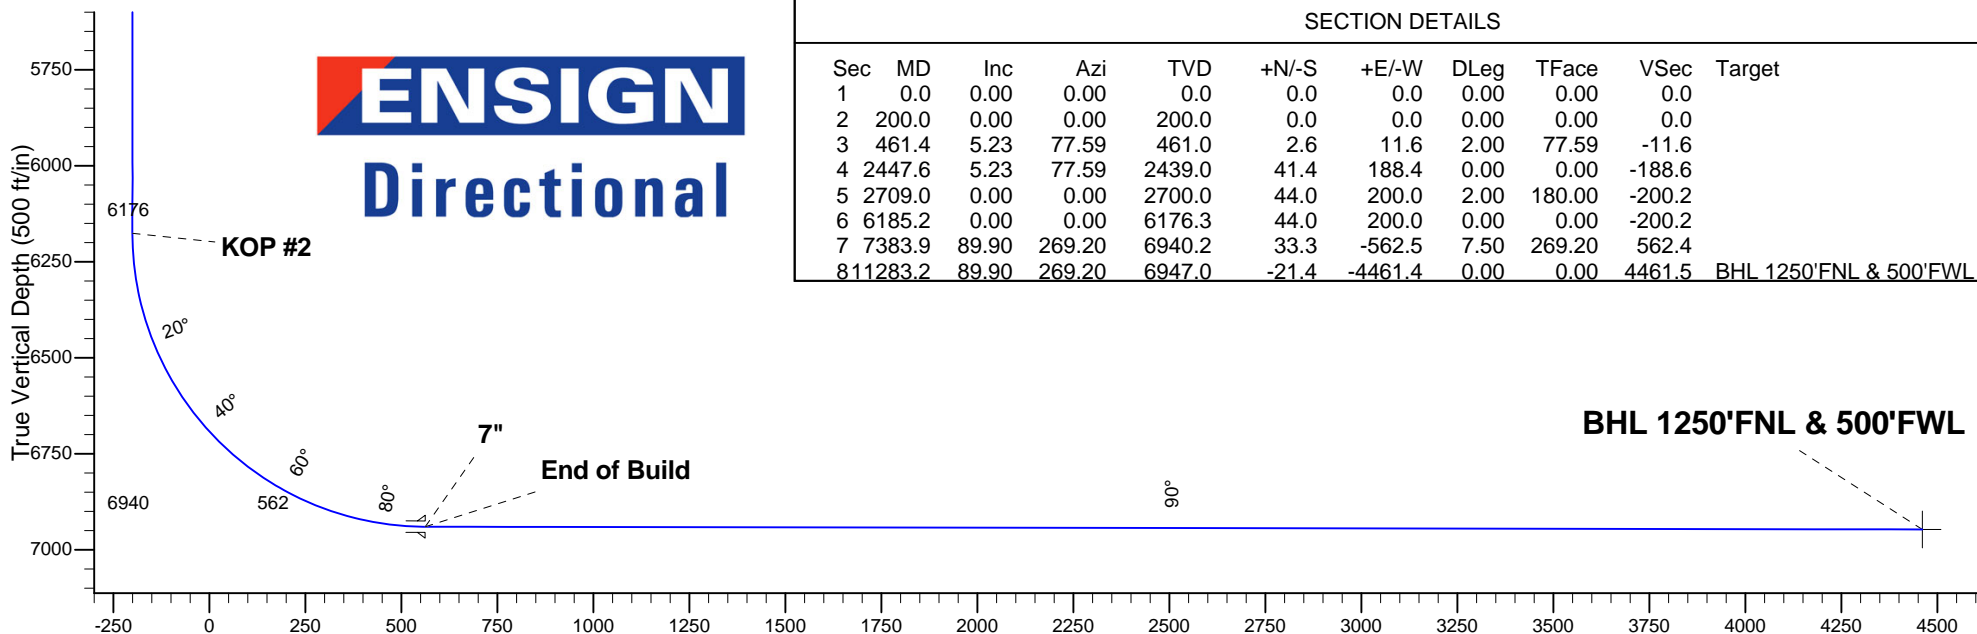 SECTION DETAILS
Sec MD Inc Azi TVD +N/-S +E/-W DLeg TFace VSec Target
1 0.0 0.00 0.00 0.0 0.0 0.0 0.00 0.00 0.0
2 200.0 0.00 0.00 200.0 0.0 0.0 0.00 0.00 0.0
3 461.4 5.23 77.59 461.0 2.6 11.6 2.00 77.59 -11.6
4 2447.6 5.23 77.59 2439.0 41.4 188.4 0.00 0.00 -188.6
5 2709.0 0.00 0.00 2700.0 44.0 200.0 2.00 180.00 -200.2
6 6185.2 0.00 0.00 6176.3 44.0 200.0 0.00 0.00 -200.2
7 7383.9 89.90 269.20 6940.2 33.3 -562.5 7.50 269.20 562.4
8 11283.2 89.90 269.20 6947.0 -21.4 -4461.4 0.00 0.00 4461.5 BHL 1250'FNL & 500'FWL
ENSIGN
Directional
True Vertical Depth (500 ft/in)
5750
6000
6250
6500
6750
7000
6176
KOP #2
20°
40°
60°
80°
90°
7"
End of Build
BHL 1250'FNL & 500'FWL
6940
562
-250 0 250 500 750 1000 1250 1500 1750 2000 2250 2500 2750 3000 3250 3500 3750 4000 4250 4500